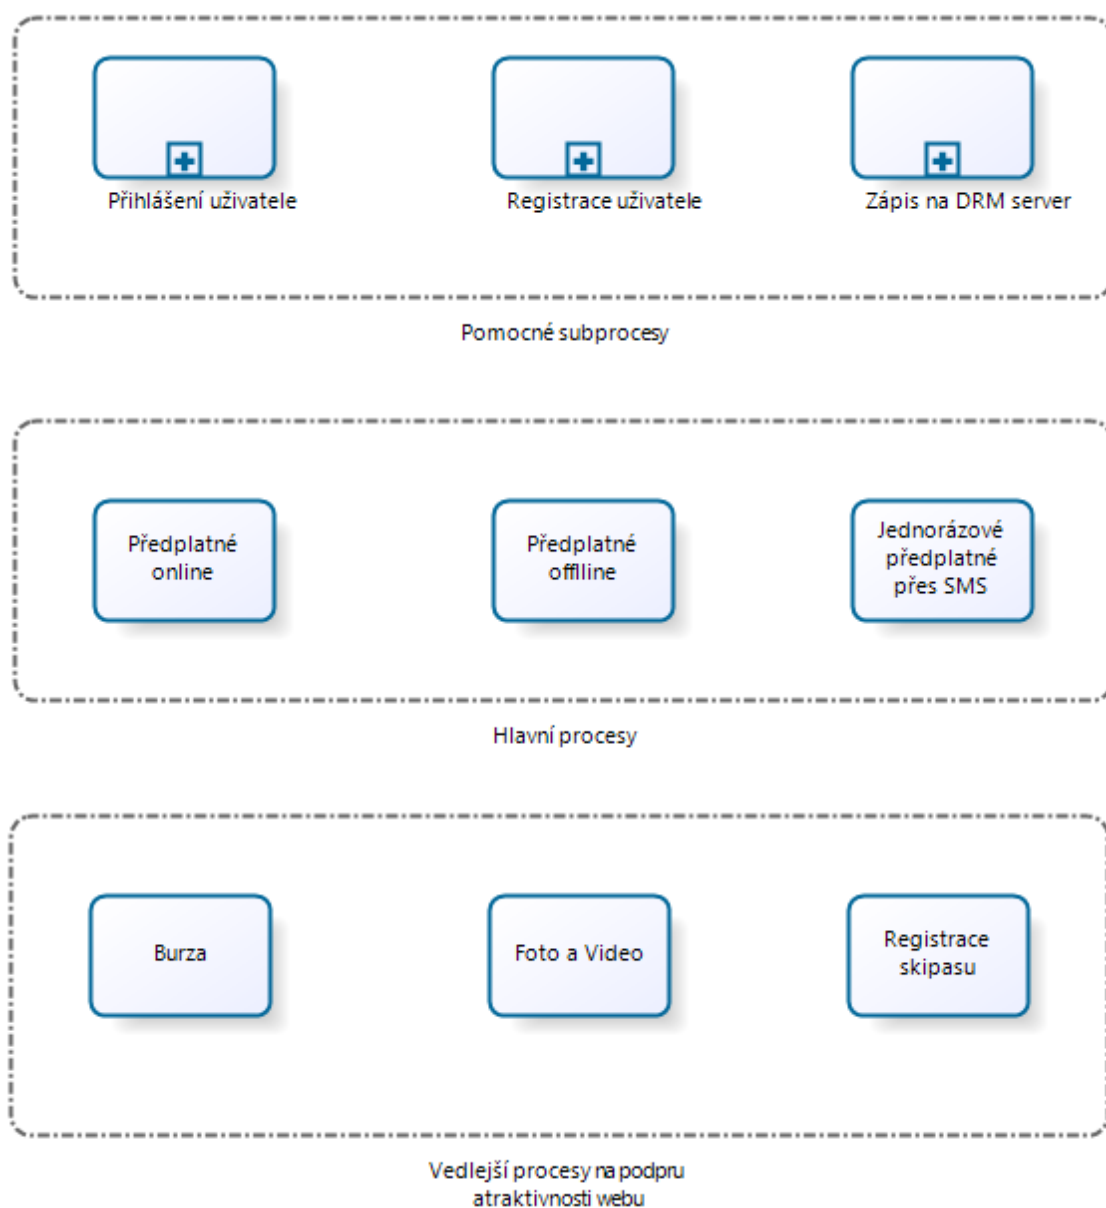 Přihlášení uživatele
Registrace uživatele
Zápis na DRM server
Pomocné subprocesy
Předplatné
online
Předplatné
offlline
Jednorázové
předplatné
přes SMS
Hlavní procesy
Burza
Foto a Video
Registrace
skipasu
Vedlejší procesy na podpru
atraktivnosti webu